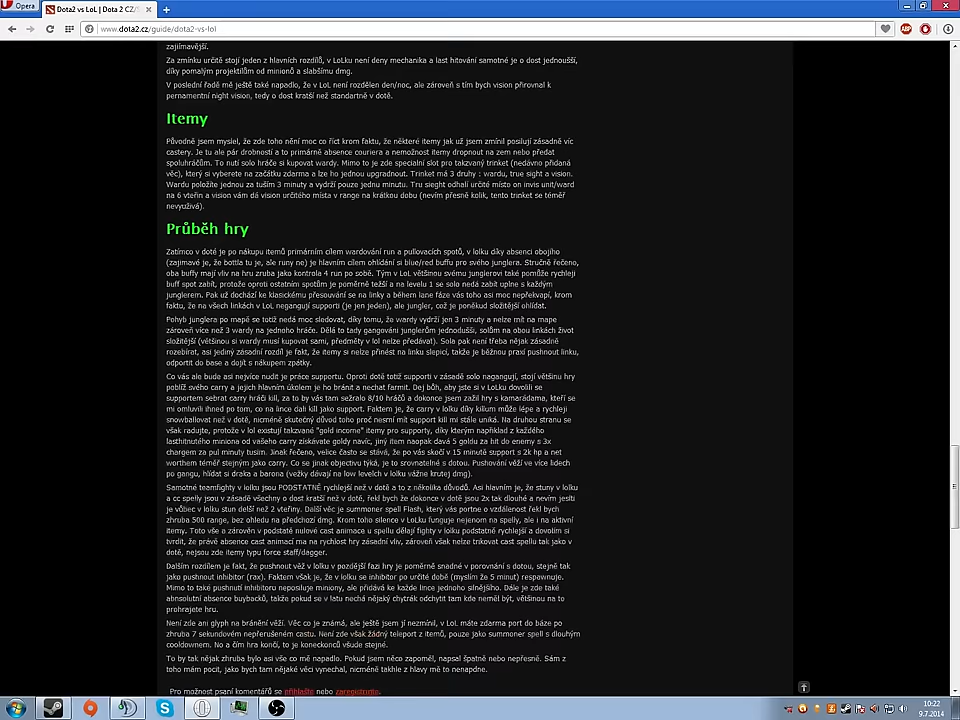 Opera
Dota2 vs LoL | Dota 2 CZ/S
www.dota2.cz/guide/dota2-vs-lol
zajímavější.
Za zmínku určitě stojí jeden z hlavních rozdílů, v LoLku není deny mechanika a last hitování samotné je o dost jednoušší,
díky pomalým projektilům od minionů a slabšímu dmg.
V poslední řadě mě ještě také napadlo, že v LoL není rozdělen den/noc, ale zároveň s tím bych vision přirovnal k
pernamentní night vision, tedy o dost kratší než standartně v dotě.
Itemy
Původně jsem myslel, že zde toho nění moc co říct krom faktu, že některé itemy jak už jsem zmínil posilují zásadně víc
castery. Je tu ale pár drobností a to primárně absence couriera a nemožnost itemy dropnout na zem nebo předat
spoluhráčům. To nutí solo hráče si kupovat wardy. Mimo to je zde specialní slot pro takzvaný trinket (nedávno přidaná
věc), který si vyberete na začátku zdarma a lze ho jednou upgradnout. Trinket má 3 druhy : wardu, true sight a vision.
Wardu položíte jednou za tuším 3 minuty a vydrží pouze jednu minutu. Tru sieght odhalí určité místo on invis unit/ward
na 6 vteřin a vision vám dá vision určitého místa v range na krátkou dobu (nevím přesně kolik, tento trinket se téměř
nevyužívá).
Průběh hry
Zatímco v dotě je po nákupu itemů primárním cílem wardování run a pullovacích spotů, v lolku díky absenci obojího
(zajímavé je, že bottla tu je, ale runy ne) je hlavním cílem ohlídání si blue/red buffu pro svého junglera. Stručně řečeno,
oba buffy mají vliv na hru zruba jako kontrola 4 run po sobě. Tým v LoL většinou svému junglerovi také pomůže rychleji
buff spot zabít, protože oproti ostatním spotům je poměrně težší a na levelu 1 se solo nedá zabít uplne s každým
junglerem. Pak už dochází ke klasickému přesouvání se na linky a během lane fáze vás toho asi moc nepřekvapí, krom
faktu, že na všech linkách v LoL negangují supporti (je jen jeden), ale jungler, což je poněkud složitější ohlídat.
Pohyb junglera po mapě se totiž nedá moc sledovat, díky tomu, že wardy vydrží jen 3 minuty a nelze mít na mape
zároveň více než 3 wardy na jednoho hráče. Dělá to tady gangování junglerům jednodušší, solům na obou linkách život
složitější (většinou si wardy musí kupovat sami, předměty v lol nelze předávat). Sola pak není třeba nějak zásadně
rozebírat, asi jediný zásadní rozdíl je fakt, že itemy si nelze přinést na linku slepicí, takže je běžnou praxí pushnout linku,
odportit do base a dojít s nákupem zpátky.
Co vás ale bude asi nejvíce nudit je práce supportu. Oproti dotě totiž supporti v zásadě solo nagangují, stojí většinu hry
poblíž svého carry a jejich hlavním úkolem je ho bránit a nechat farmit. Dej bůh, aby jste si v LoLku dovolili se
supportem sebrat carry hráči kill, za to by vás tam sežralo 8/10 hráčů a dokonce jsem zažil hry s kamarádama, kteří se
mi omluvili ihned po tom, co na lince dali kill jako support. Faktem je, že carry v lolku díky killum může lépe a rychleji
snowballovat než v dotě, nicméně skutečný důvod toho proč nesmí mít support kill mi stále uniká. Na druhou stranu se
však radujte, protože v lol existují takzvané "gold income" itemy pro supporty, díky kterým například z každého
lasthitnutého miniona od vašeho carry získávate goldy navíc, jiný item naopak dává 5 goldu za hit do enemy s 3x
chargem za pul minuty tusim. Jinak řečeno, velice často se stává, že po vás skočí v 15 minutě support s 2k hp a net
worthem téměř stejným jako carry. Co se jinak objectivu týká, je to srovnatelné s dotou. Pushování věží ve více lidech
po gangu, hlídat si draka a barona (vežky dávají na low levelch v lolku vážne krutej dmg).
Samotné teamfighty v lolku jsou PODSTATNĚ rychlejší než v dotě a to z několika důvodů. Asi hlavním je, že stuny v lolku
a cc spelly jsou v zásadě všechny o dost kratší než v dotě, řekl bych že dokonce v dotě jsou 2x tak dlouhé a nevím jestli
je vůbec v lolku stun delší než 2 vteřiny. Další věc je summoner spell Flash, který vás portne o vzdálenost řekl bych
zhruba 500 range, bez ohledu na předchozí dmg. Krom toho silence v LoLku funguje nejenom na spelly, ale i na aktivní
itemy. Toto vše a zárověn v podstatě nulové cast animace u spellu dělají fighty v lolku podstatně rychlejší a dovolím si
tvrdit, že právě absence cast animací ma na rychlost hry zásadní vliv, zároveň však nelze trikovat cast spellu tak jako v
dotě, nejsou zde itemy typu force staff/dagger.
Dalším rozdílem je fakt, že pushnout věž v lolku v pozdější fazi hry je poměrně snadné v porovnání s dotou, stejně tak
jako pushnout inhibitor (rax). Faktem však je, že v lolku se inhibitor po určité době (myslím že 5 minut) respawnuje.
Mimo to také pushnutí inhibitoru neposiluje miniony, ale přidává ke každe lince jednoho silnějšího. Dále je zde také
abnsolutní absence buybacků, takže pokud se v latu nechá nějaký chytrák odchytit tam kde neměl být, většinou na to
prohrajete hru.
Není zde ani glyph na bránění věží. Věc co je známá, ale ještě jsem jí nezmínil, v LoL máte zdarma port do báze po
zhruba 7 sekundovém nepřerušeném castu. Není zde však žádný teleport z itemů, pouze jako summoner spell s dlouhým
cooldownem. No a čím hra končí, to je koneckonců všude stejné.
To by tak nějak zhruba bylo asi vše co mě napadlo. Pokud jsem něco zapoměl, napsal špatně nebo nepřesně. Sám z
toho mám pocit, jako bych tam nějaké věci vynechal, nicméně takhle z hlavy mě to nenapdne.
Pro možnost psaní komentářů se přihlašte nebo zaregistrujte.
10:22
9.7.2014